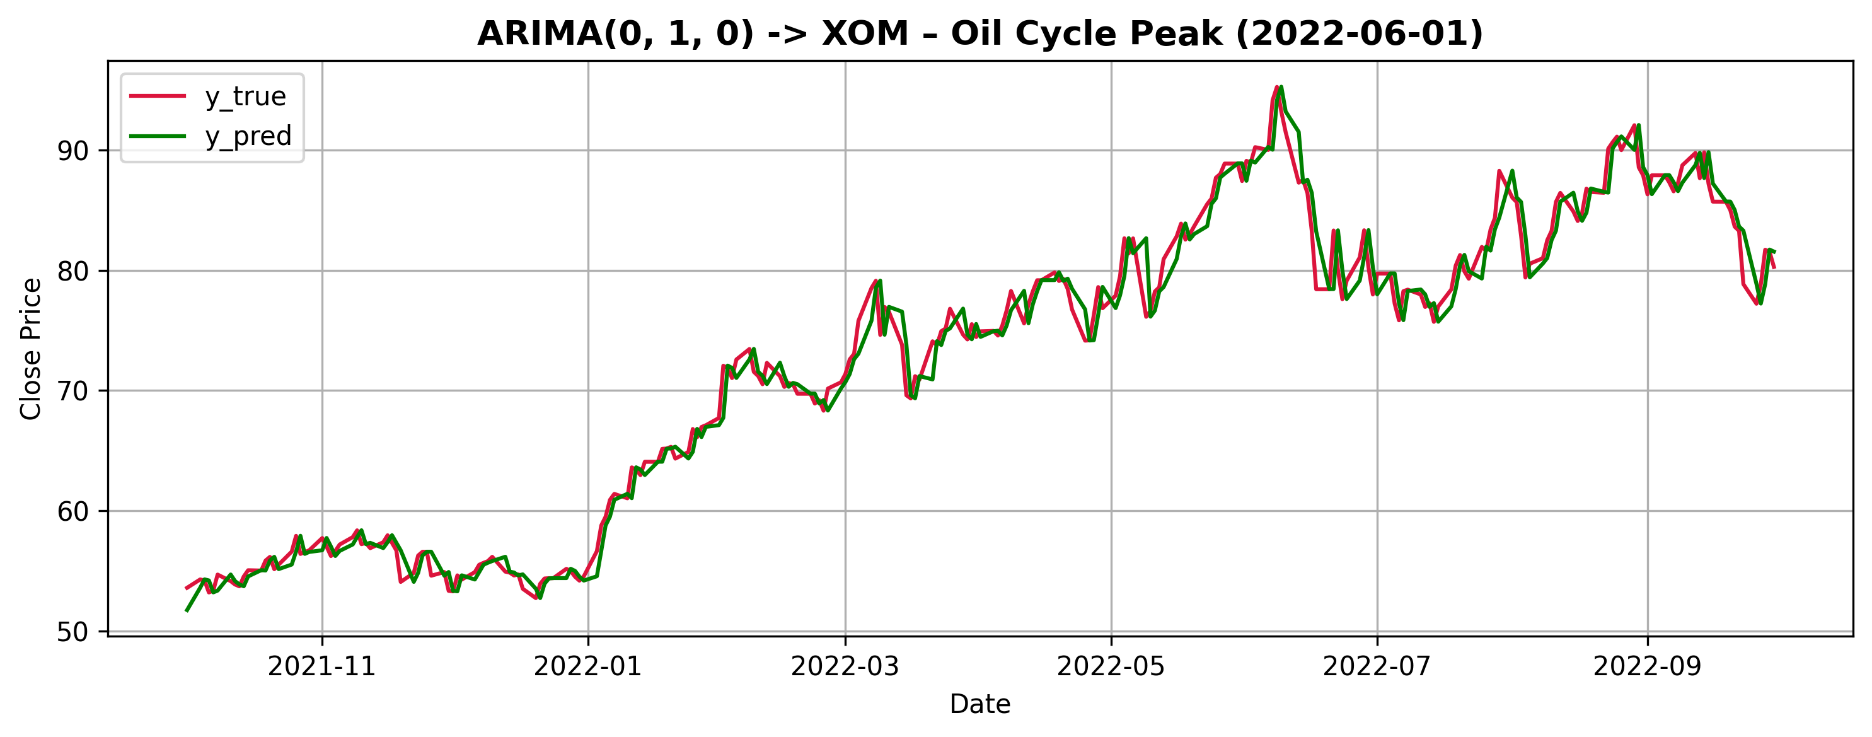 ARIMA(0, 1, 0) -> XOM – Oil Cycle Peak (2022-06-01)
y_true
y_pred
90
80
70
60
50
Close Price
2021-11
2022-01
2022-03
2022-05
2022-07
2022-09
Date